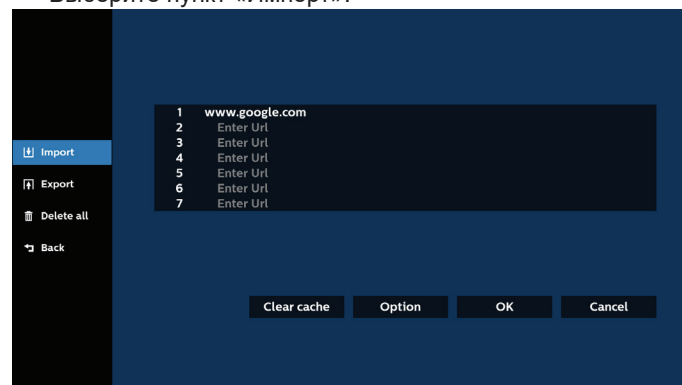 Выберите пункт «Импорт».
1 www.google.com
2 Enter Url
3 Enter Url
4 Enter Url
5 Enter Url
6 Enter Url
7 Enter Url
Import
Export
Delete all
Back
Clear cache Option OK Cancel